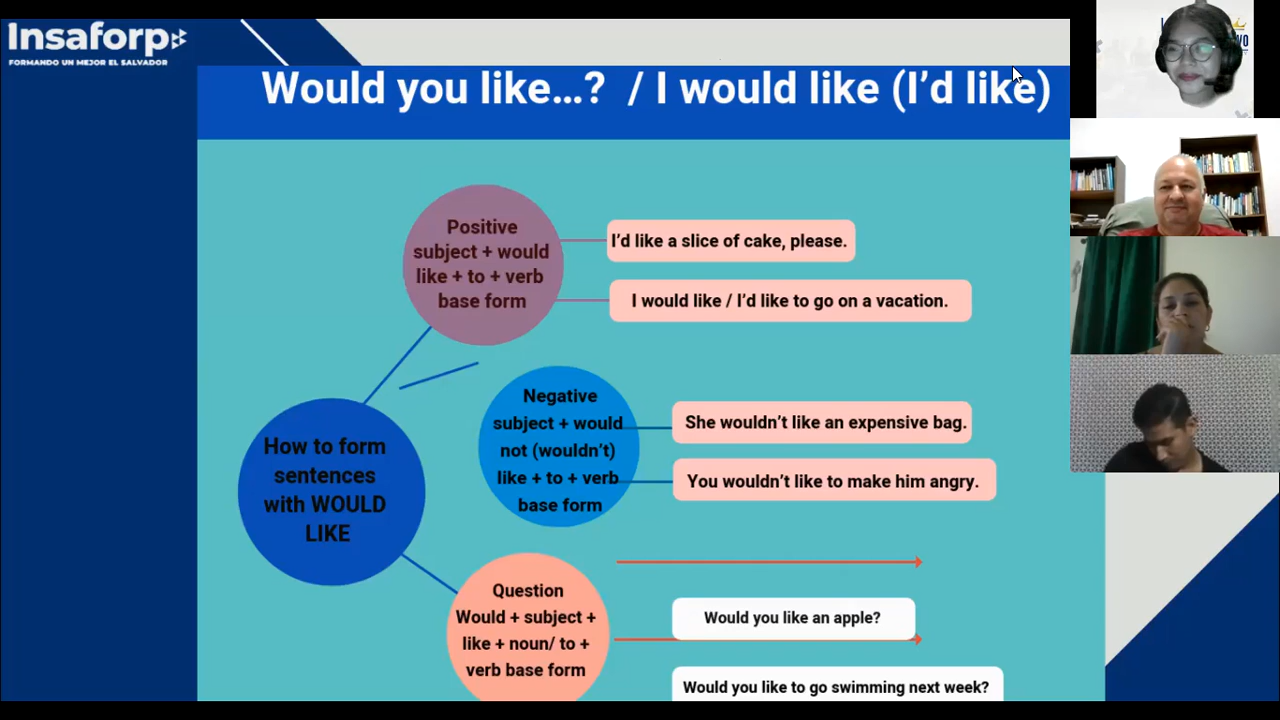 Insaforp
FORMANDO UN MEJOR EL SALVADOR
Would you like...? / I would like (I'd like)
Positive
subject + would
like + to + verb
base form
I'd like a slice of cake, please.
I would like / I'd like to go on a vacation.
How to form
sentences
with WOULD
LIKE
Negative
subject + would
not (wouldn't)
like + to + verb
base form
She wouldn't like an expensive bag.
You wouldn't like to make him angry.
Question
Would + subject +
like + noun/ to +
verb base form
Would you like an apple?
Would you like to go swimming next week?